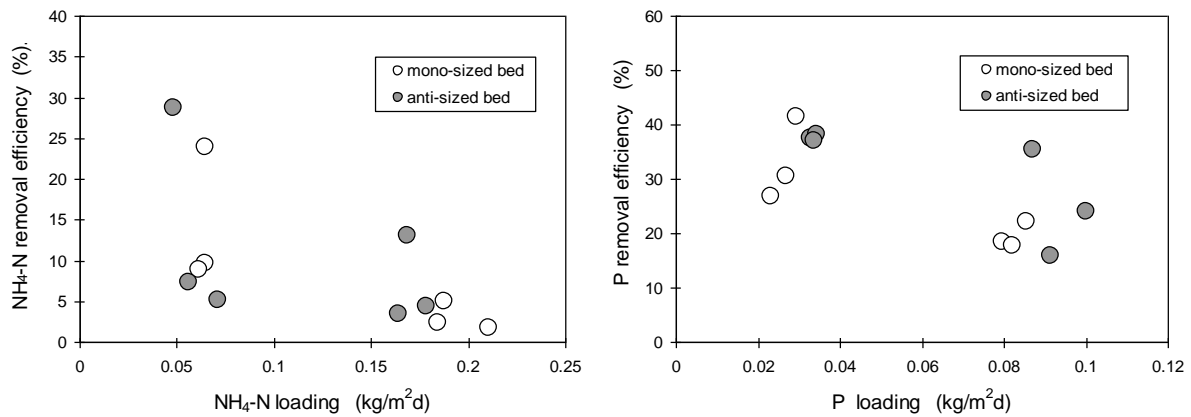 40
35
30
25
20
15
10
5
0
NH₄-N removal efficiency (%).
mono-sized bed
anti-sized bed
0 0.05 0.1 0.15 0.2 0.25
NH₄-N loading (kg/m²d)
60
50
40
30
20
10
0
P removal efficiency (%)
mono-sized bed
anti-sized bed
0 0.02 0.04 0.06 0.08 0.1 0.12
P loading (kg/m²d)